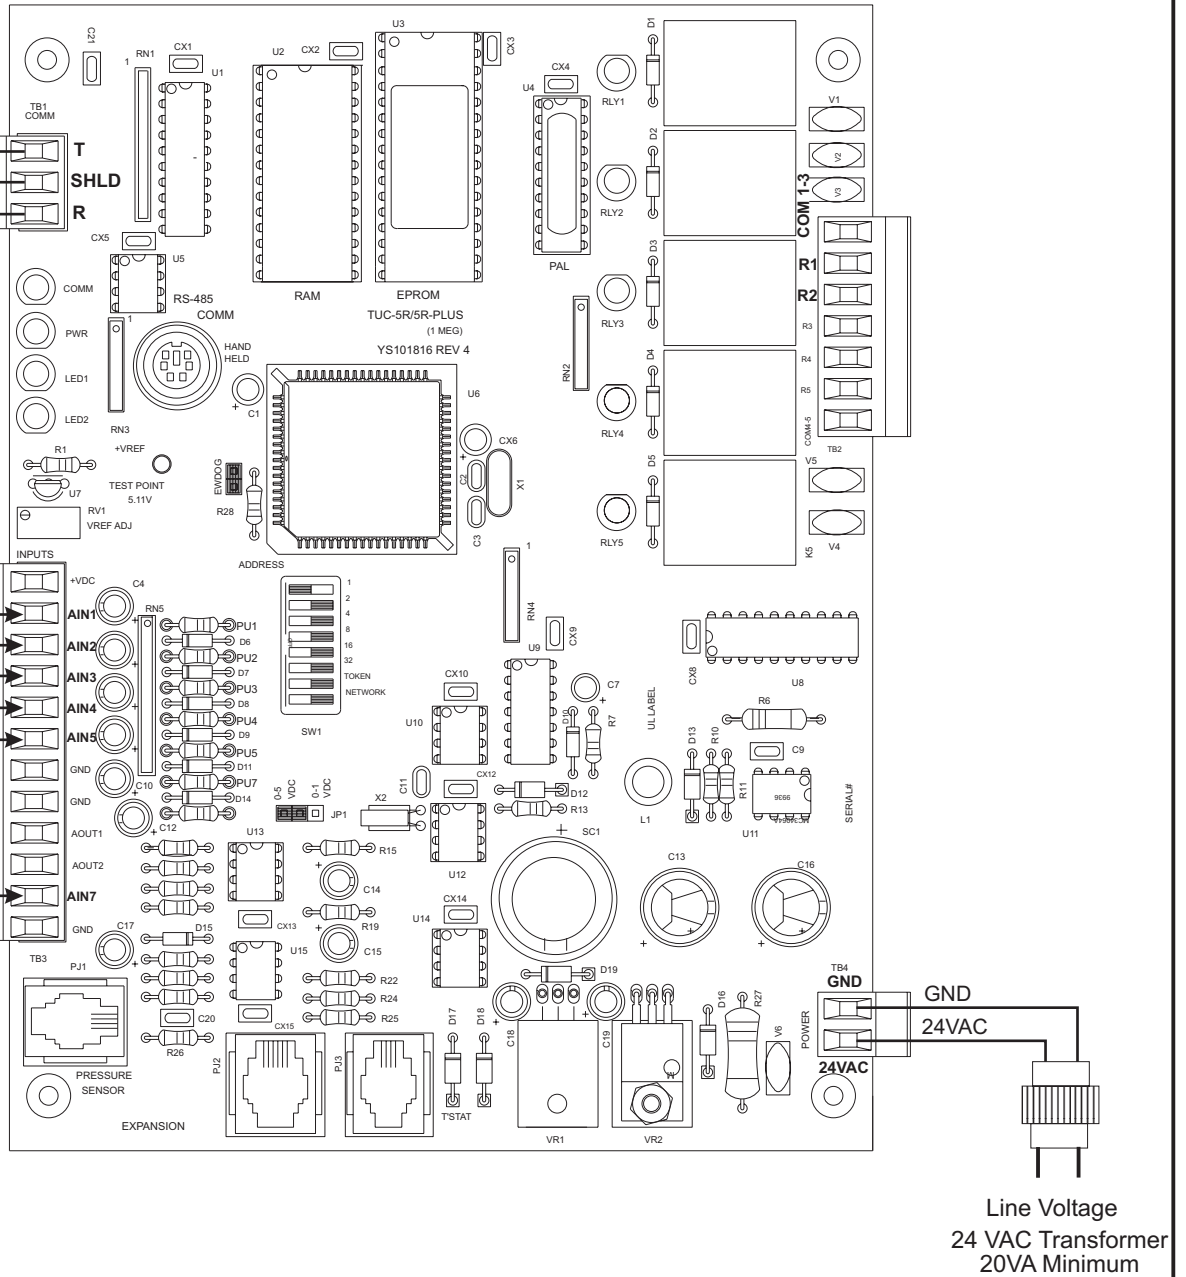 C21
RN1
1
CX1
U1
U2
CX2
U3
CX3
CX4
U4
D1
RLY1
V1
V2
V3
TB1
COMM
T
SHLD
R
D2
RLY2
COM 1-3
R1
R2
R3
R4
R5
COM4-5
TB2
CX5
U5
RS-485
COMM
RAM
EPROM
PAL
TUC-5R/5R-PLUS
(1 MEG)
YS101816 REV 4
D3
RLY3
RN2
D4
RLY4
COMM
PWR
LED1
LED2
1
RN3
HAND
HELD
C1
U6
CX6
C2
X1
C3
D5
RLY5
V5
V4
K5
R1
+VREF
TEST POINT
5.11V
U7
RV1
VREF ADJ
EWDOG
R28
ADDRESS
1
RN4
INPUTS
+VDC
AIN1
AIN2
AIN3
AIN4
AIN5
GND
GND
AOUT1
AOUT2
AIN7
GND
TB3
C4
RN5
PU1
D6
PU2
D7
PU3
D8
PU4
D9
PU5
D11
PU7
D14
C10
C12
1
2
4
8
16
32
TOKEN
NETWORK
SW1
CX9
U9
CX8
U8
CX10
U10
C7
D10
R7
UL LABEL
R6
D13
R10
R11
C9
9936
MC34064A
U11
SERIAL#
0-5
VDC
0-1
VDC
JP1
X2
C11
CX12
D12
R13
L1
U13
R15
U12
SC1
C13
C16
C14
CX13
R19
C15
U14
CX14
C17
D15
U15
R22
R24
R25
PJ1
C20
CX15
R26
PRESSURE
SENSOR
EXPANSION
PJ2
PJ3
D17
D18
T'STAT
D19
C18
C19
M
VR1
VR2
D16
R27
V6
TB4
GND
POWER
24VAC
GND
24VAC
Line Voltage
24 VAC Transformer
20VA Minimum